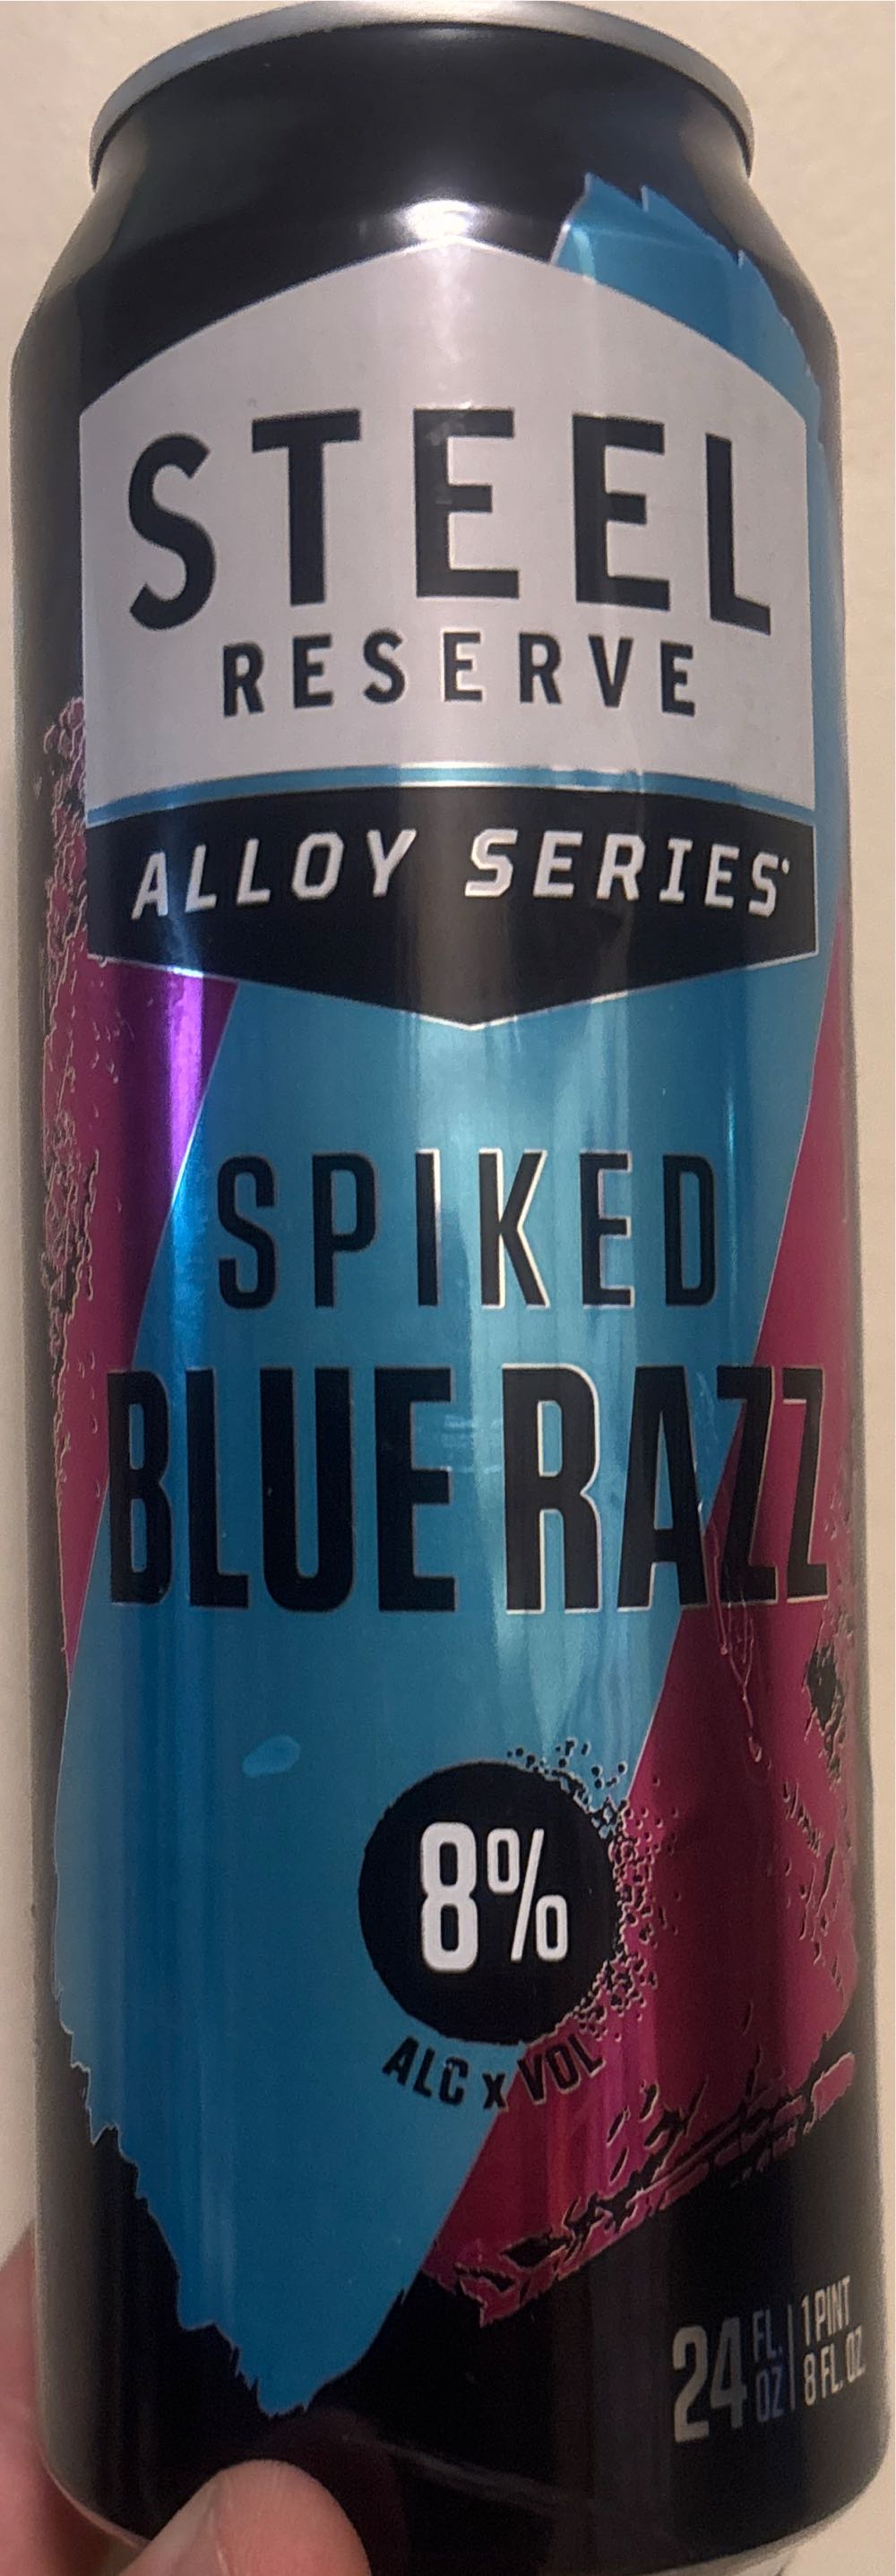 STEEL
RESERVE
ALLOY SERIES
SPIKED
BLUE RAZZ
8%
ALC x VOL
24 FL. OZ | 1 PINT 8 FL. OZ.